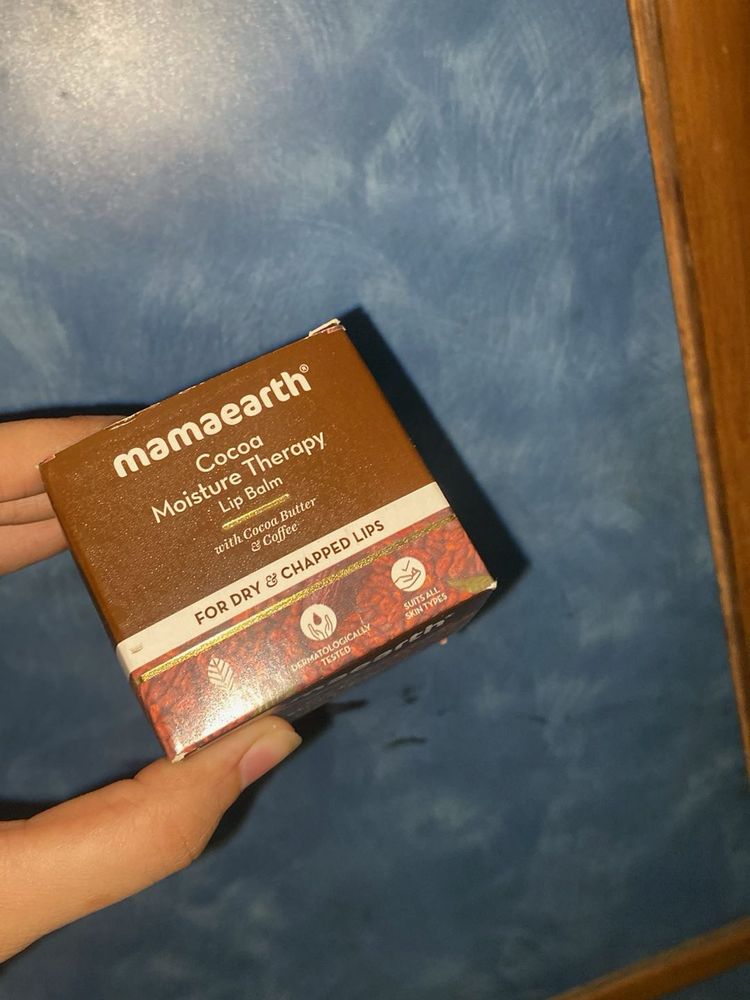 mamaearth®
Cocoa
Moisture Therapy
Lip Balm
with Cocoa Butter
& Coffee
FOR DRY & CHAPPED LIPS
DERMATOLOGICALLY
TESTED
SUITS ALL
SKIN TYPES
mamaearth